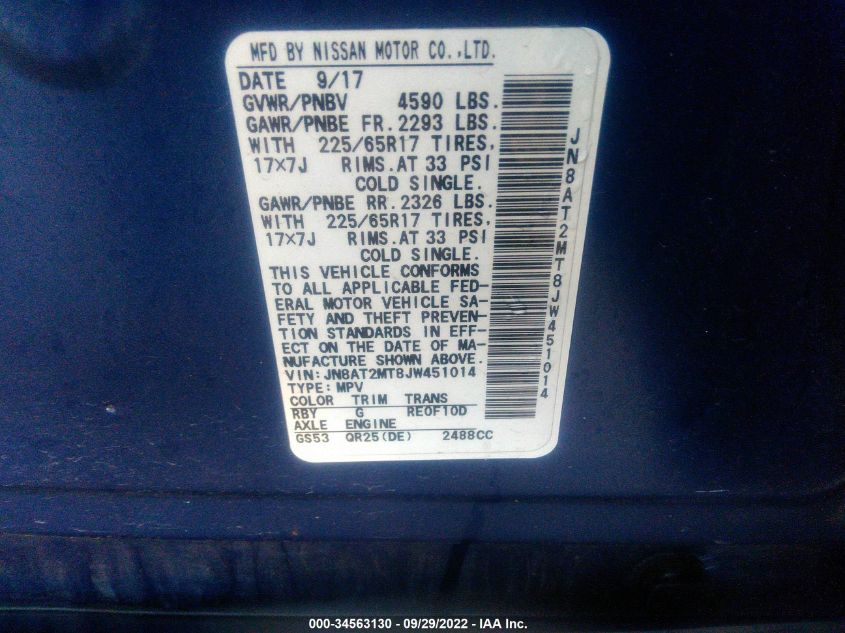 MFD BY NISSAN MOTOR CO.,LTD.
DATE 9/17
GVWR/PNBV 4590 LBS.
GAWR/PNBE FR.2293 LBS.
WITH 225/65R17 TIRES,
17×7J RIMS.AT 33 PSI
COLD SINGLE.
GAWR/PNBE RR.2326 LBS.
WITH 225/65R17 TIRES,
17×7J RIMS.AT 33 PSI
COLD SINGLE.
THIS VEHICLE CONFORMS
TO ALL APPLICABLE FED-
ERAL MOTOR VEHICLE SA-
FETY AND THEFT PREVEN-
TION STANDARDS IN EFF-
ECT ON THE DATE OF MA-
NUFACTURE SHOWN ABOVE.
VIN:JN8AT2MT8JW451014
TYPE:MPV
COLOR TRIM TRANS
RBY G RE0F10D
AXLE ENGINE
GS53 QR25(DE) 2488CC
JN8AT2MT8JW451014
000-34563130 - 09/29/2022 - IAA Inc.